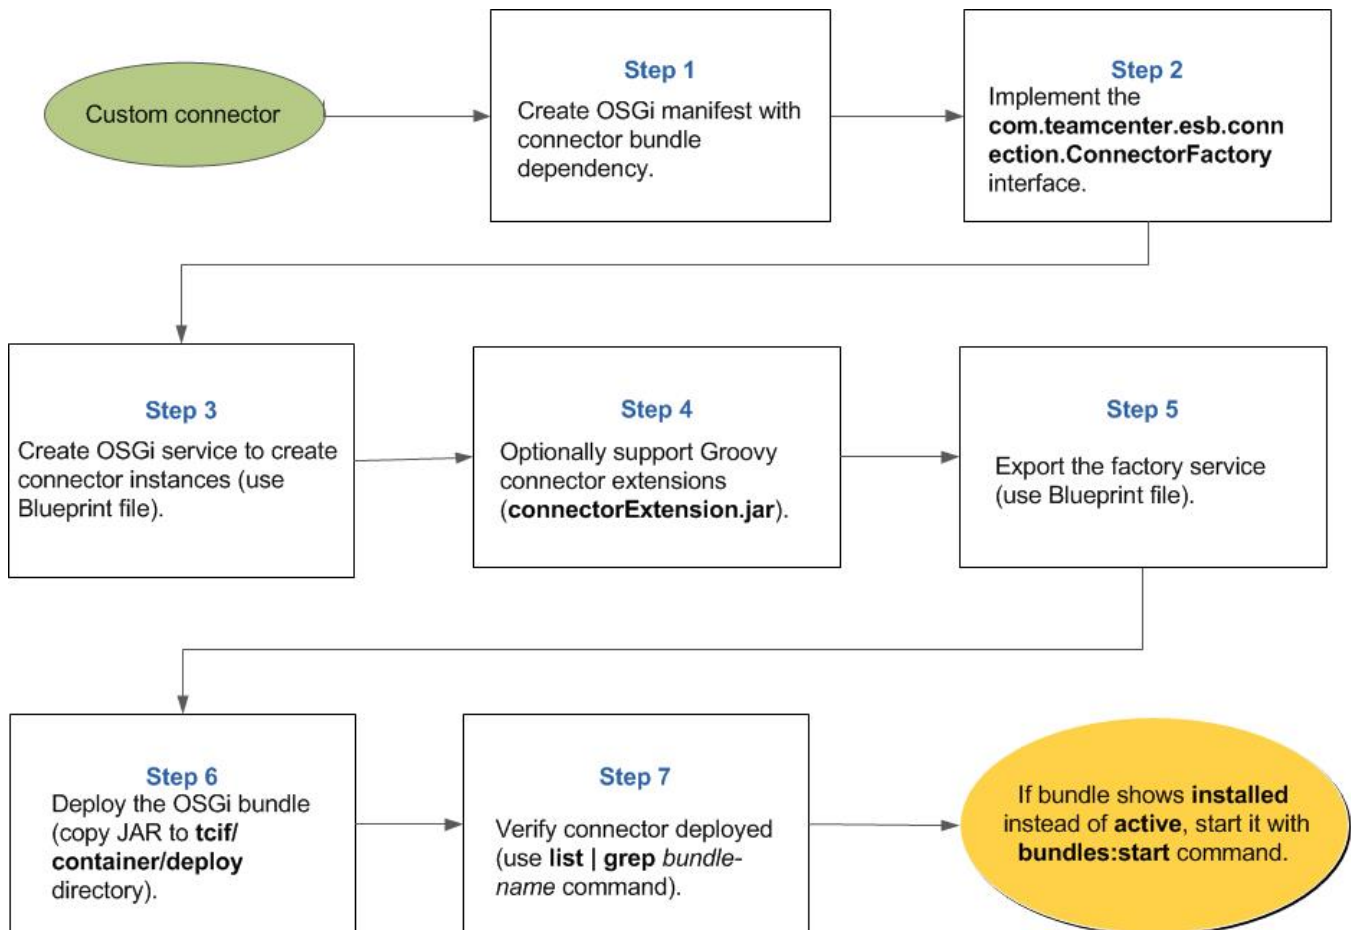 Custom connector
Step 1
Create OSGi manifest with
connector bundle
dependency.
Step 2
Implement the
com.teamcenter.esb.conn
ection.ConnectorFactory
interface.
Step 3
Create OSGi service to create
connector instances (use
Blueprint file).
Step 4
Optionally support Groovy
connector extensions
(connectorExtension.jar).
Step 5
Export the factory service
(use Blueprint file).
Step 6
Deploy the OSGi bundle
(copy JAR to tcif/
container/deploy
directory).
Step 7
Verify connector deployed
(use list | grep bundle-
name command).
If bundle shows installed
instead of active, start it with
bundles:start command.